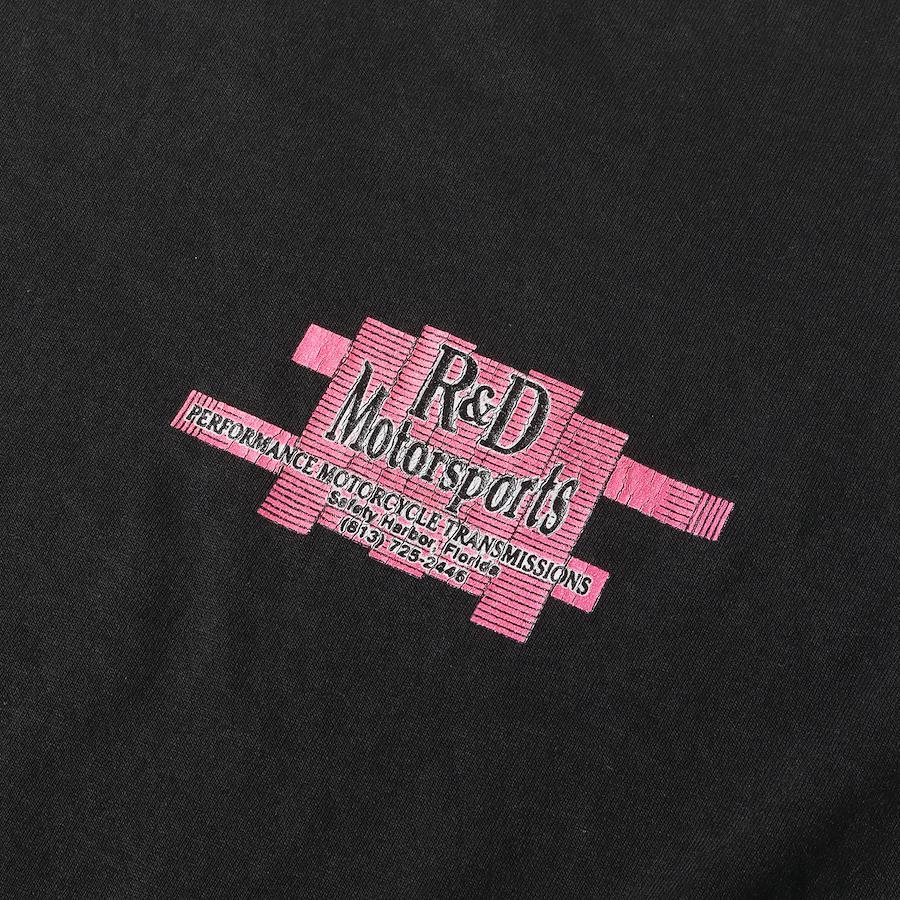 R&D
Motorsports
PERFORMANCE MOTORCYCLE TRANSMISSIONS
Safety Harbor, Florida
(813) 725-2446